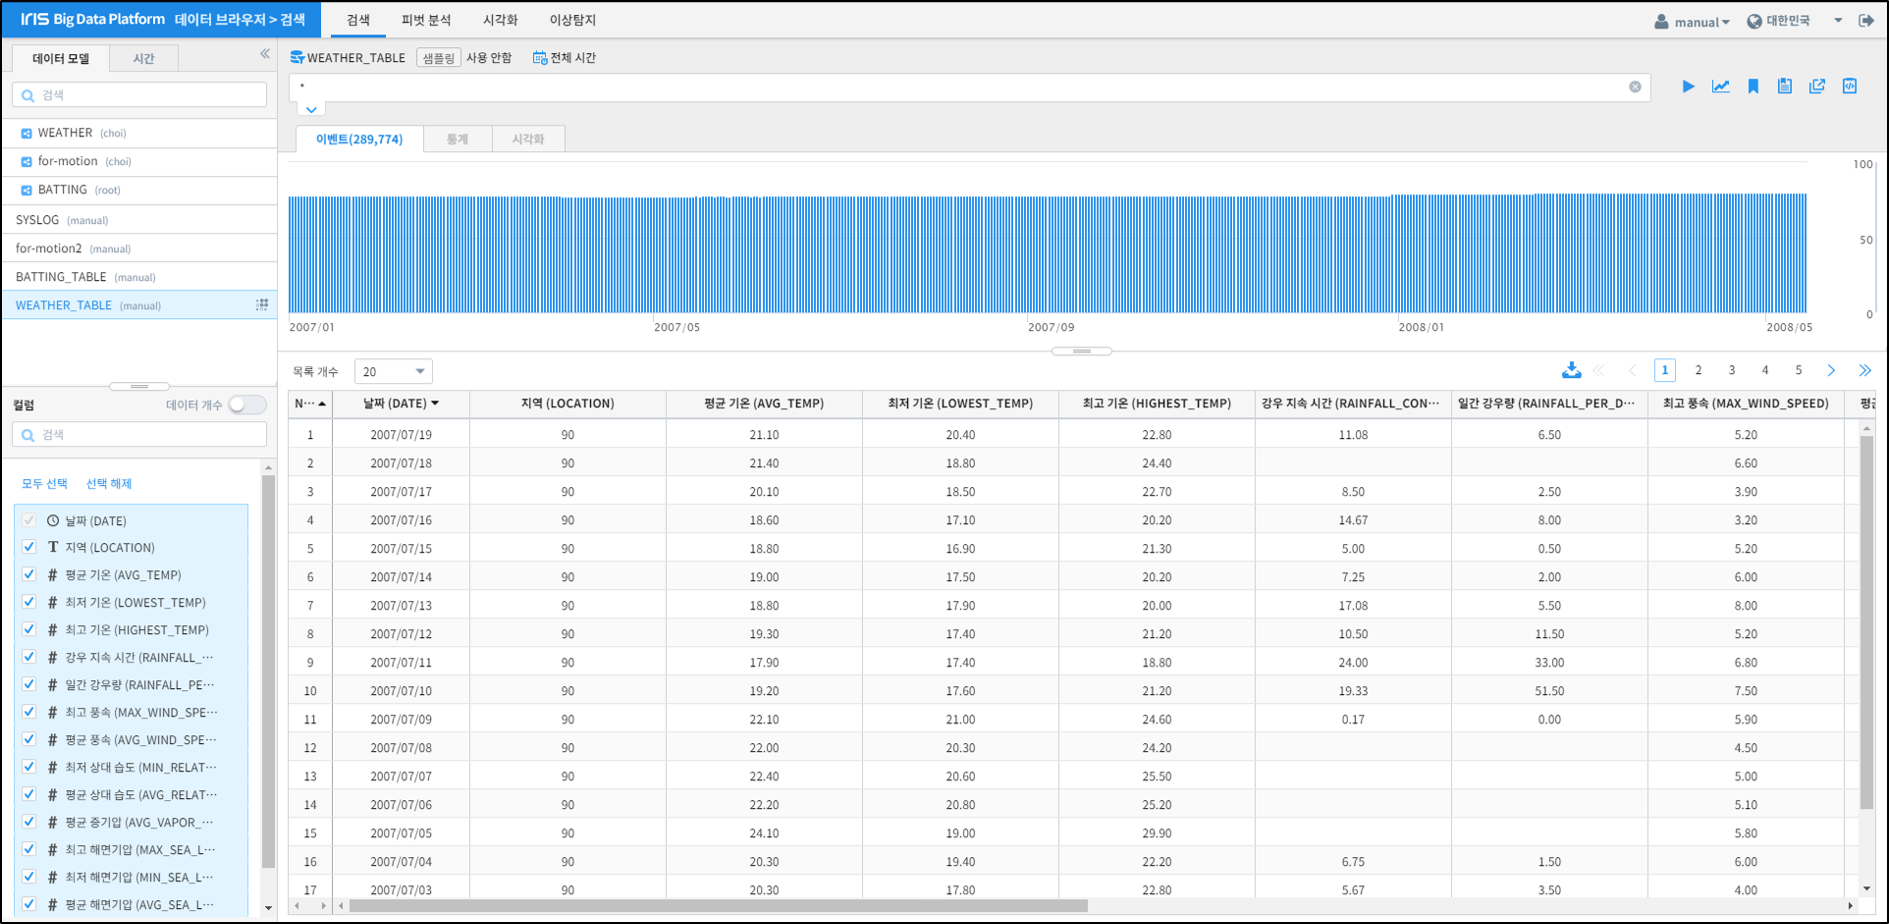 IRIS Big Data Platform 데이터 브라우저 > 검색 검색 피벗 분석 시각화 이상탐지 manual 대한민국
데이터 모델 시간
검색
WEATHER (choi)
for-motion (choi)
BATTING (root)
SYSLOG (manual)
for-motion2 (manual)
BATTING_TABLE (manual)
WEATHER_TABLE (manual)
컬럼 데이터 개수
검색
모두 선택 선택 해제
날짜 (DATE)
T 지역 (LOCATION)
# 평균 기온 (AVG_TEMP)
# 최저 기온 (LOWEST_TEMP)
# 최고 기온 (HIGHEST_TEMP)
# 강우 지속 시간 (RAINFALL_···
# 일간 강우량 (RAINFALL_PE···
# 최고 풍속 (MAX_WIND_SPE···
# 평균 풍속 (AVG_WIND_SPE···
# 최저 상대 습도 (MIN_RELAT···
# 평균 상대 습도 (AVG_RELAT···
# 평균 증기압 (AVG_VAPOR_···
# 최고 해면기압 (MAX_SEA_L···
# 최저 해면기압 (MIN_SEA_L···
# 평균 해면기압 (AVG_SEA_L···
WEATHER_TABLE 샘플링 사용 안함 전체 시간
*
이벤트(289,774) 통계 시각화
100
50
0
2007/01 2007/05 2007/09 2008/01 2008/05
목록 개수 20 1 2 3 4 5
N··· 날짜 (DATE) 지역 (LOCATION) 평균 기온 (AVG_TEMP) 최저 기온 (LOWEST_TEMP) 최고 기온 (HIGHEST_TEMP) 강우 지속 시간 (RAINFALL_CON··· 일간 강우량 (RAINFALL_PER_D··· 최고 풍속 (MAX_WIND_SPEED) 평균
1 2007/07/19 90 21.10 20.40 22.80 11.08 6.50 5.20
2 2007/07/18 90 21.40 18.80 24.40 6.60
3 2007/07/17 90 20.10 18.50 22.70 8.50 2.50 3.90
4 2007/07/16 90 18.60 17.10 20.20 14.67 8.00 3.20
5 2007/07/15 90 18.80 16.90 21.30 5.00 0.50 5.20
6 2007/07/14 90 19.00 17.50 20.20 7.25 2.00 6.00
7 2007/07/13 90 18.80 17.90 20.00 17.08 5.50 8.00
8 2007/07/12 90 19.30 17.40 21.20 10.50 11.50 5.20
9 2007/07/11 90 17.90 17.40 18.80 24.00 33.00 6.80
10 2007/07/10 90 19.20 17.60 21.20 19.33 51.50 7.50
11 2007/07/09 90 22.10 21.00 24.60 0.17 0.00 5.90
12 2007/07/08 90 22.00 20.30 24.20 4.50
13 2007/07/07 90 22.40 20.60 25.50 5.00
14 2007/07/06 90 22.20 20.80 25.20 5.10
15 2007/07/05 90 24.10 19.00 29.90 5.80
16 2007/07/04 90 20.30 19.40 22.20 6.75 1.50 6.00
17 2007/07/03 90 20.30 17.80 22.80 5.67 3.50 4.00